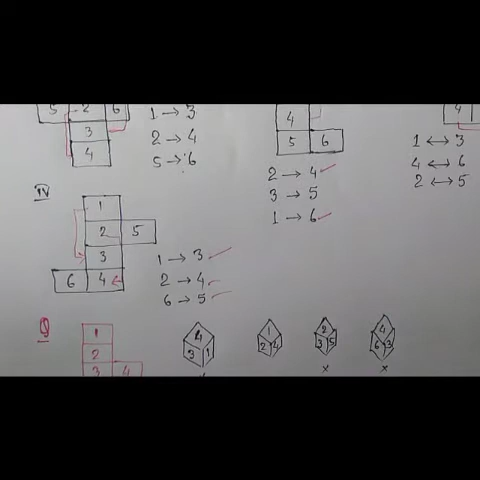 5 2 6
3
4
1 → 3
2 → 4
5 → 6
4
5 6
2 → 4
3 → 5
1 → 6
4
1 ↔ 3
4 ↔ 6
2 ↔ 5
IV
1
2 5
3
6 4
1 → 3
2 → 4
6 → 5
Q
1
2
3 4
4
3 1
1
2 4
2
3 5
4
6 3
x x x